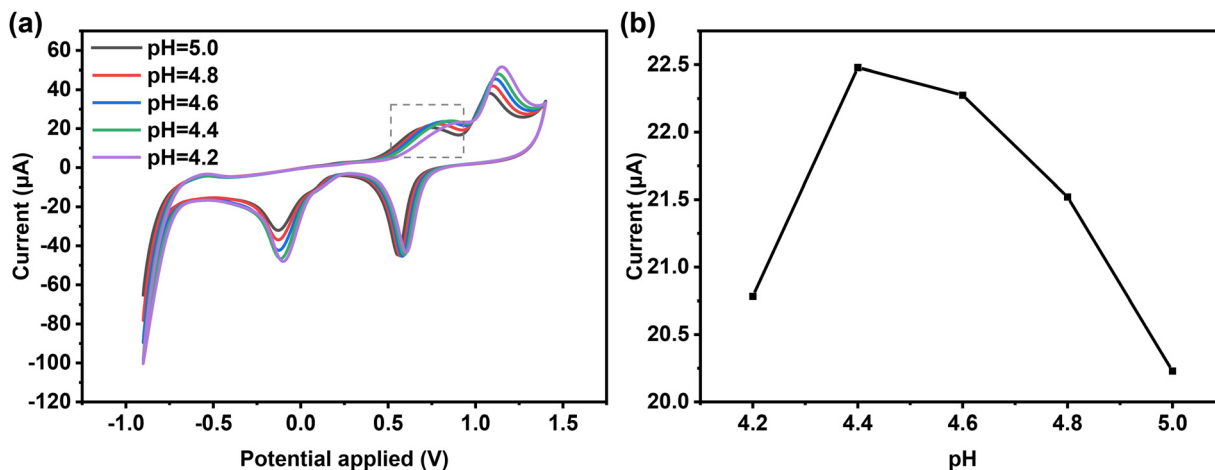 (a)
60
40
20
0
-20
-40
-60
-80
-100
-120
Current (µA)
pH=5.0
pH=4.8
pH=4.6
pH=4.4
pH=4.2
-1.0 -0.5 0.0 0.5 1.0 1.5
Potential applied (V)
(b)
22.5
22.0
21.5
21.0
20.5
20.0
Current (µA)
4.2 4.4 4.6 4.8 5.0
pH